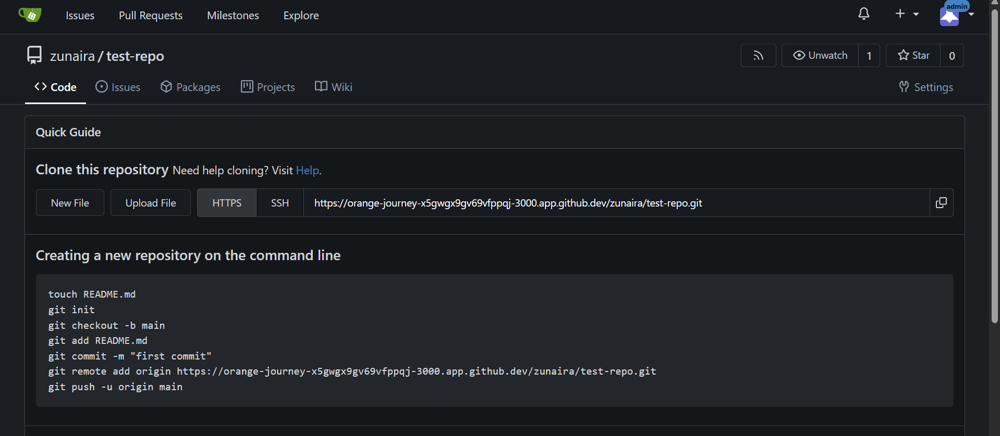 Issues Pull Requests Milestones Explore admin
zunaira / test-repo Unwatch 1 Star 0
Code Issues Packages Projects Wiki Settings
Quick Guide
Clone this repository Need help cloning? Visit Help.
New File Upload File HTTPS SSH https://orange-journey-x5gwgx9gv69vfppqj-3000.app.github.dev/zunaira/test-repo.git
Creating a new repository on the command line
touch README.md
git init
git checkout -b main
git add README.md
git commit -m "first commit"
git remote add origin https://orange-journey-x5gwgx9gv69vfppqj-3000.app.github.dev/zunaira/test-repo.git
git push -u origin main